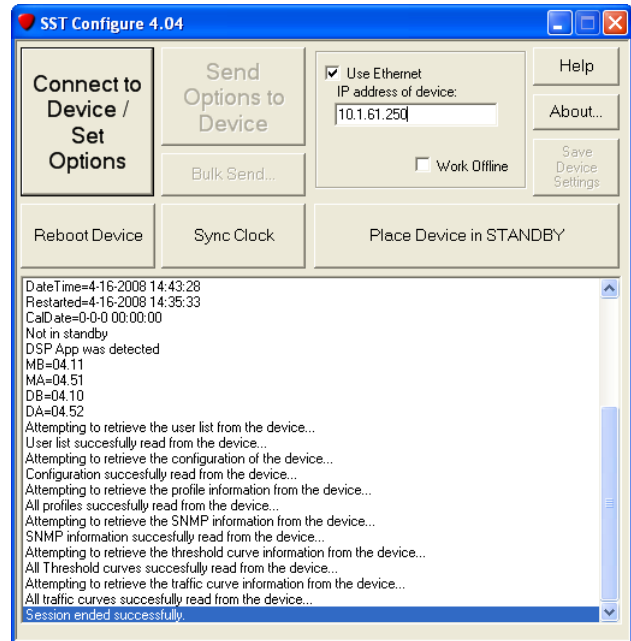 SST Configure 4.04
Connect to
Device /
Set
Options
Send
Options to
Device
Bulk Send...
Use Ethernet
IP address of device:
10.1.61.250
Work Offline
Help
About...
Save
Device
Settings
Reboot Device
Sync Clock
Place Device in STANDBY
DateTime=4-16-2008 14:43:28
Restarted=4-16-2008 14:35:33
CalDate=0-0-0 00:00:00
Not in standby
DSP App was detected
MB=04.11
MA=04.51
DB=04.10
DA=04.52
Attempting to retrieve the user list from the device...
User list succesfully read from the device...
Attempting to retrieve the configuration of the device...
Configuration succesfully read from the device...
Attempting to retrieve the profile information from the device...
All profiles succesfully read from the device...
Attempting to retrieve the SNMP information from the device...
SNMP information succesfully read from the device...
Attempting to retrieve the threshold curve information from the device...
All Threshold curves succesfully read from the device...
Attempting to retrieve the traffic curve information from the device...
All traffic curves succesfully read from the device...
Session ended successfully.